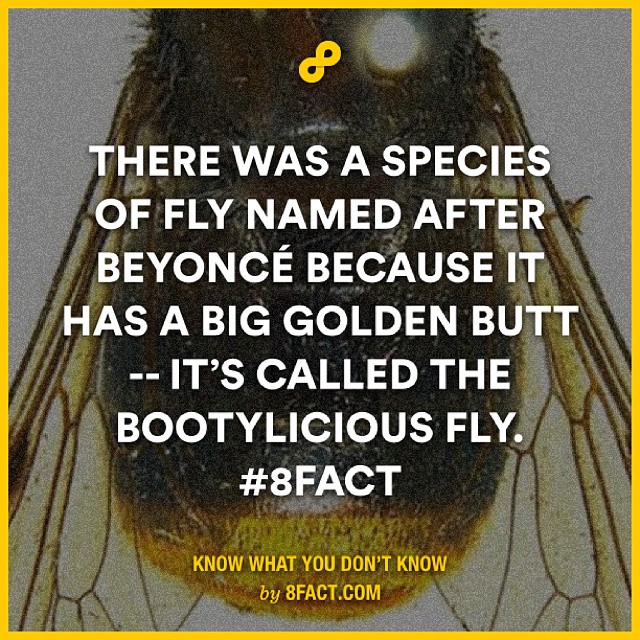 THERE WAS A SPECIES
OF FLY NAMED AFTER
BEYONCÉ BECAUSE IT
HAS A BIG GOLDEN BUTT
-- IT’S CALLED THE
BOOTYLICIOUS FLY.
#8FACT
KNOW WHAT YOU DON’T KNOW
by 8FACT.COM